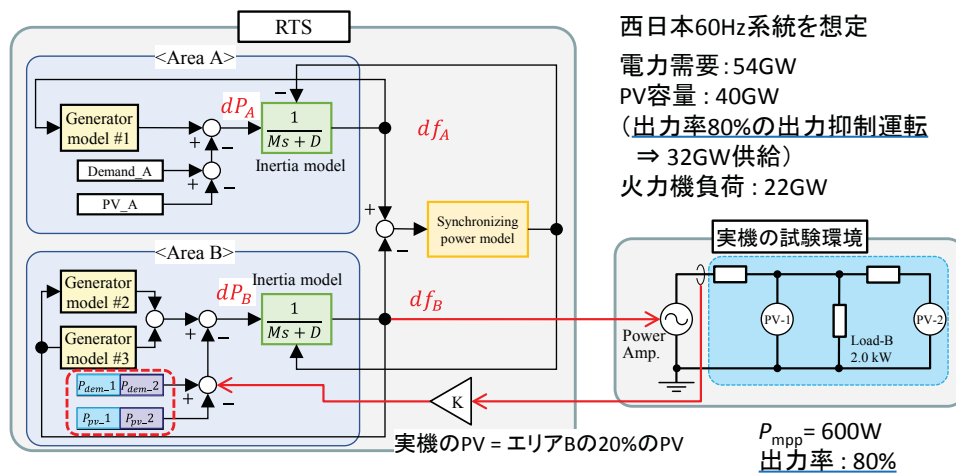 RTS
<Area A>
Generator
model #1
Demand_A
PV_A
+
−
+
−
dP_A
−
1
Ms + D
Inertia model
df_A
+
−
Synchronizing
power model
<Area B>
Generator
model #2
Generator
model #3
P_dem_1 P_dem_2
P_pv_1 P_pv_2
+
−
+
−
dP_B
Inertia model
1
Ms + D
df_B
K
実機のPV = エリアBの20%のPV
西日本60Hz系統を想定
電力需要 : 54GW
PV容量 : 40GW
（出力率80%の出力抑制運転
⇒ 32GW供給）
火力機負荷 : 22GW
実機の試験環境
Power
Amp.
PV-1
Load-B
2.0 kW
PV-2
P_mpp= 600W
出力率 : 80%